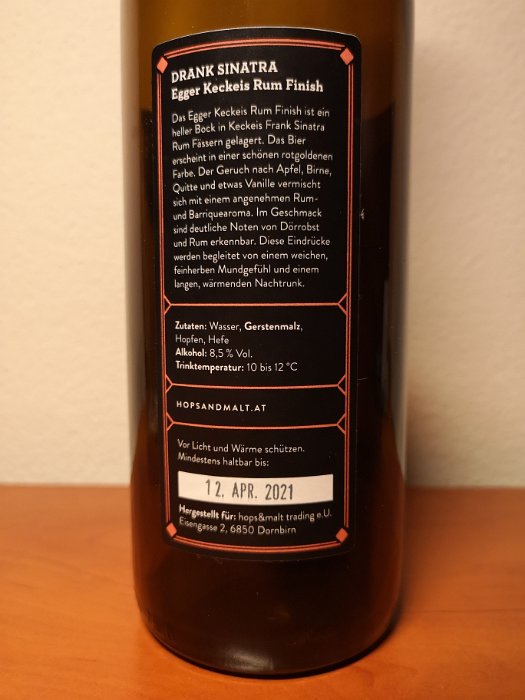 DRANK SINATRA
Egger Keckeis Rum Finish
Das Egger Keckeis Rum Finish ist ein
heller Bock in Keckeis Frank Sinatra
Rum Fässern gelagert. Das Bier
erscheint in einer schönen rotgoldenen
Farbe. Der Geruch nach Apfel, Birne,
Quitte und etwas Vanille vermischt
sich mit einem angenehmen Rum-
und Barriquearoma. Im Geschmack
sind deutliche Noten von Dörrobst
und Rum erkennbar. Diese Eindrücke
werden begleitet von einem weichen,
feinherben Mundgefühl und einem
langen, wärmenden Nachtrunk.
Zutaten: Wasser, Gerstenmalz,
Hopfen, Hefe
Alkohol: 8,5 % Vol.
Trinktemperatur: 10 bis 12 °C
HOPSANDMALT.AT
Vor Licht und Wärme schützen.
Mindestens haltbar bis:
12. APR. 2021
Hergestellt für: hops&malt trading e.U.
Eisengasse 2, 6850 Dornbirn